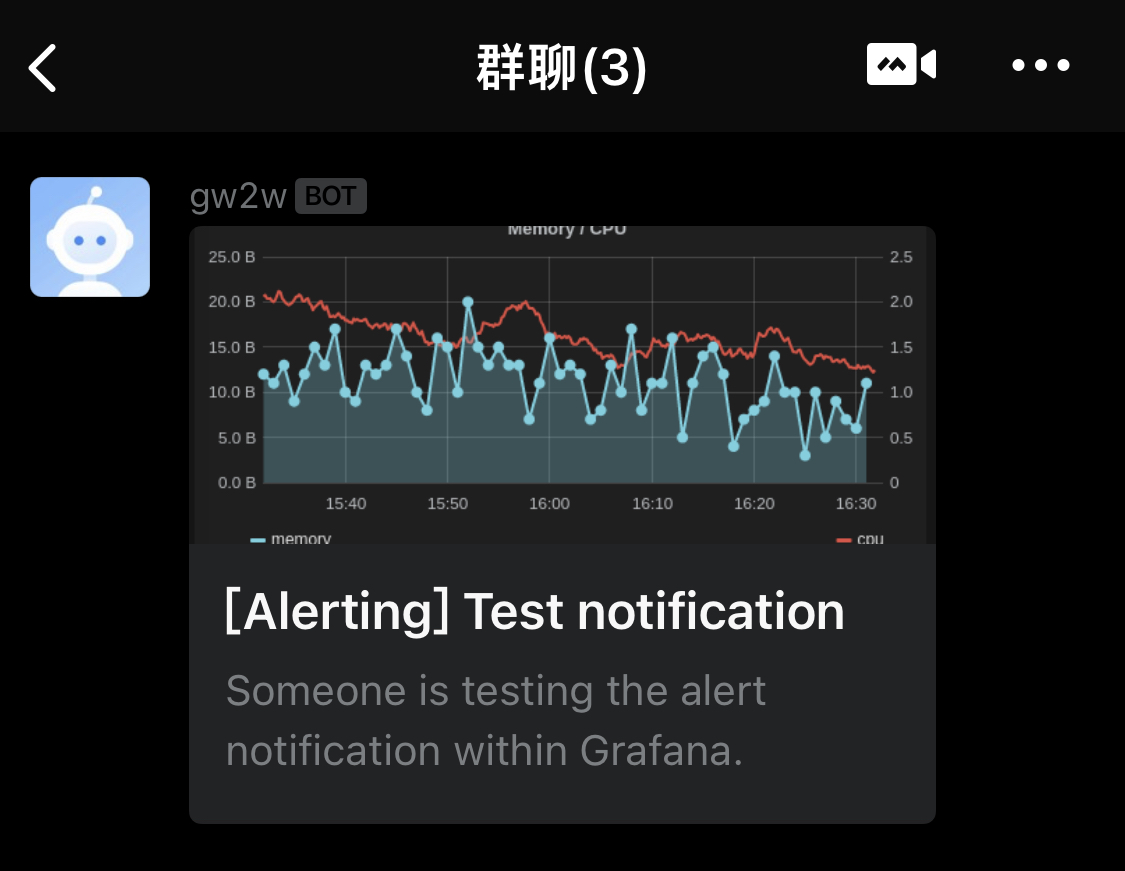 群聊(3)
gw2w BOT
Memory / CPU
25.0 B 2.5
20.0 B 2.0
15.0 B 1.5
10.0 B 1.0
5.0 B 0.5
0.0 B 0
15:40 15:50 16:00 16:10 16:20 16:30
memory cpu
[Alerting] Test notification
Someone is testing the alert
notification within Grafana.